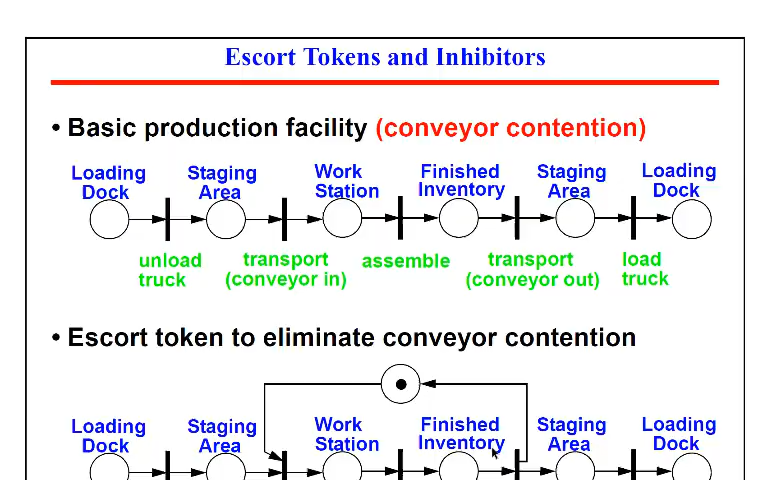 Escort Tokens and Inhibitors
• Basic production facility (conveyor contention)
Loading Dock
Staging Area
Work Station
Finished Inventory
Staging Area
Loading Dock
unload truck
transport (conveyor in)
assemble
transport (conveyor out)
load truck
• Escort token to eliminate conveyor contention
Loading Dock
Staging Area
Work Station
Finished Inventory
Staging Area
Loading Dock